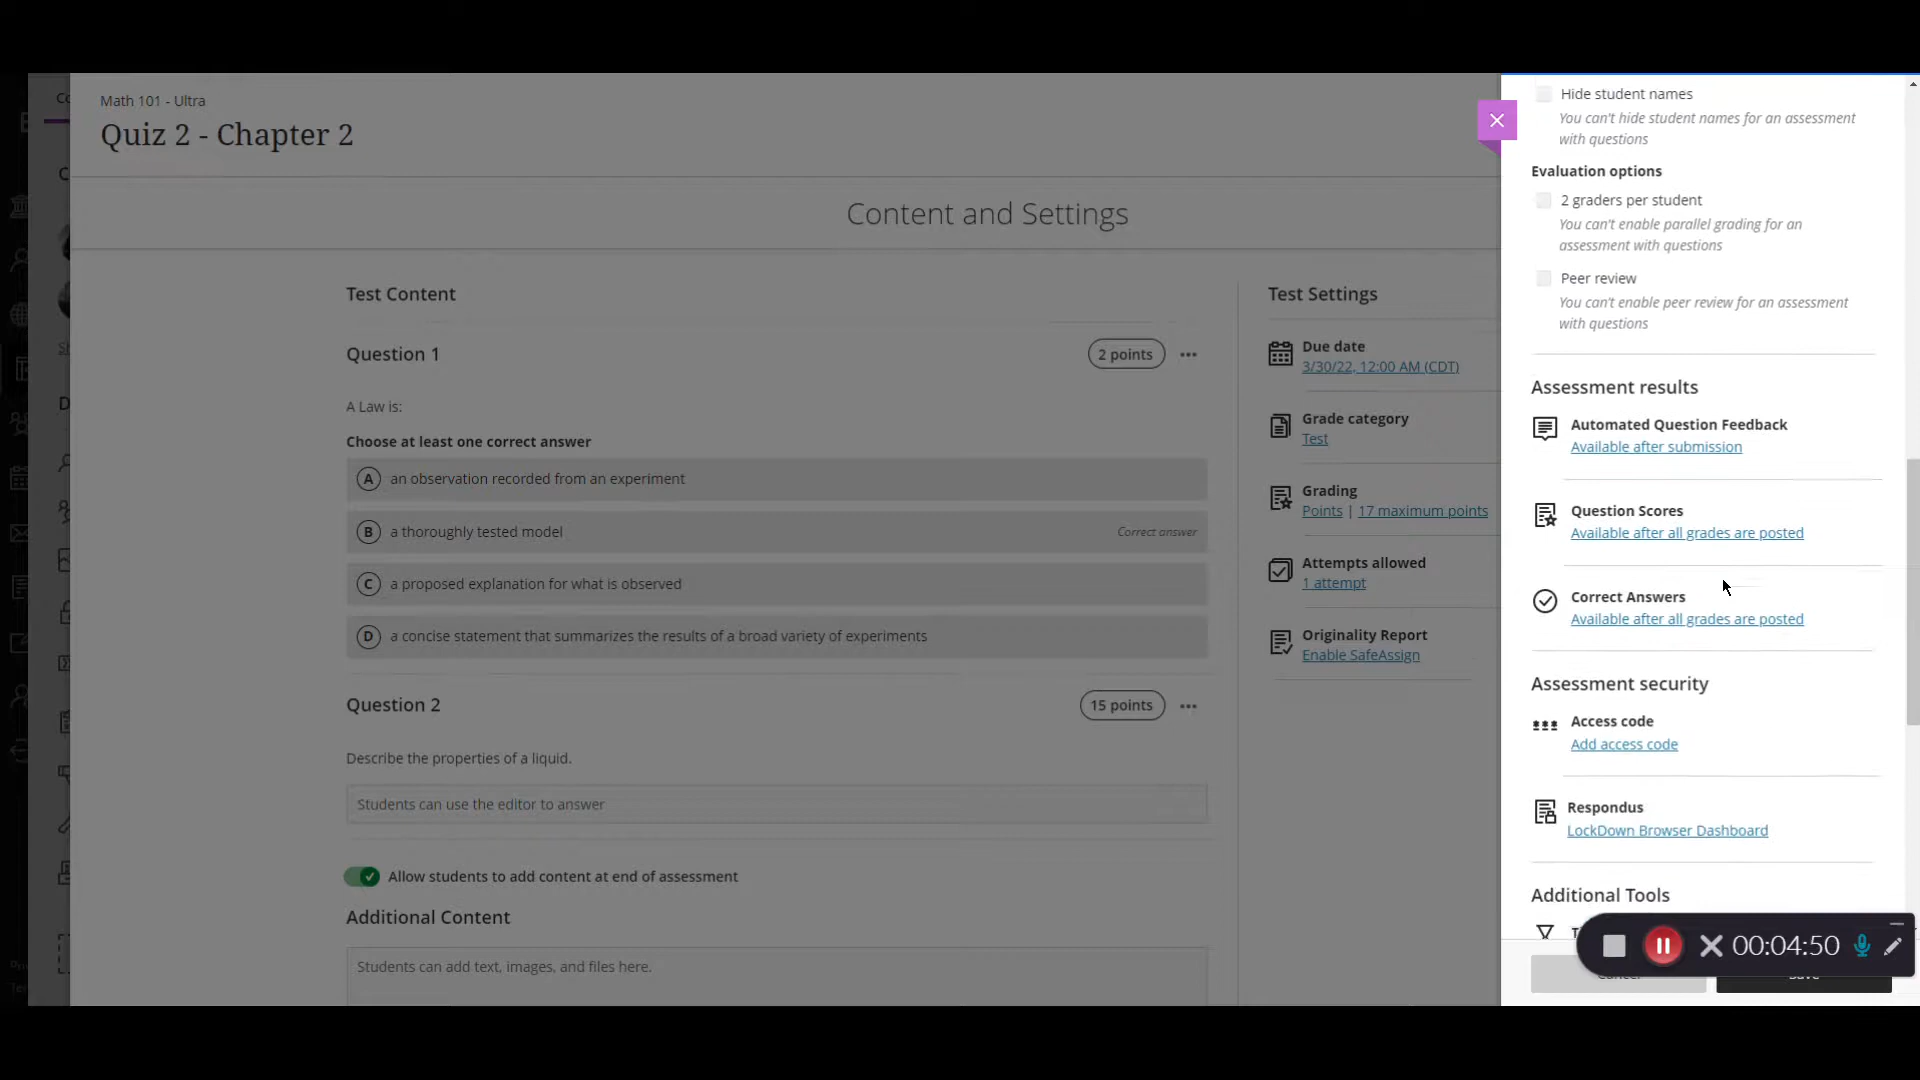 Math 101 - Ultra
Quiz 2 - Chapter 2
Content and Settings
Test Content
Question 1
2 points
A Law is:
Choose at least one correct answer
A an observation recorded from an experiment
B a thoroughly tested model
Correct answer
C a proposed explanation for what is observed
D a concise statement that summarizes the results of a broad variety of experiments
Question 2
15 points
Describe the properties of a liquid.
Students can use the editor to answer
Allow students to add content at end of assessment
Additional Content
Students can add text, images, and files here.
Test Settings
Due date
3/30/22, 12:00 AM (CDT)
Grade category
Test
Grading
Points | 17 maximum points
Attempts allowed
1 attempt
Originality Report
Enable SafeAssign
Hide student names
You can't hide student names for an assessment
with questions
Evaluation options
2 graders per student
You can't enable parallel grading for an
assessment with questions
Peer review
You can't enable peer review for an assessment
with questions
Assessment results
Automated Question Feedback
Available after submission
Question Scores
Available after all grades are posted
Correct Answers
Available after all grades are posted
Assessment security
Access code
Add access code
Respondus
LockDown Browser Dashboard
Additional Tools
00:04:50
Cancel
Save